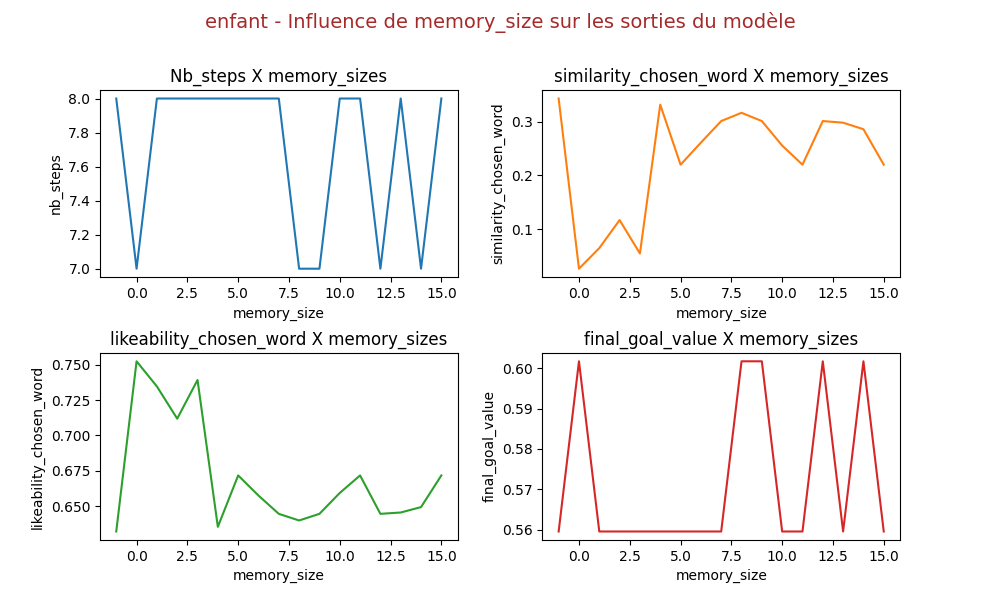 enfant - Influence de memory_size sur les sorties du modèle
Nb_steps X memory_sizes
nb_steps
8.0
7.8
7.6
7.4
7.2
7.0
0.0 2.5 5.0 7.5 10.0 12.5 15.0
memory_size
similarity_chosen_word X memory_sizes
similarity_chosen_word
0.3
0.2
0.1
0.0 2.5 5.0 7.5 10.0 12.5 15.0
memory_size
likeability_chosen_word X memory_sizes
likeability_chosen_word
0.750
0.725
0.700
0.675
0.650
0.0 2.5 5.0 7.5 10.0 12.5 15.0
memory_size
final_goal_value X memory_sizes
final_goal_value
0.60
0.59
0.58
0.57
0.56
0.0 2.5 5.0 7.5 10.0 12.5 15.0
memory_size